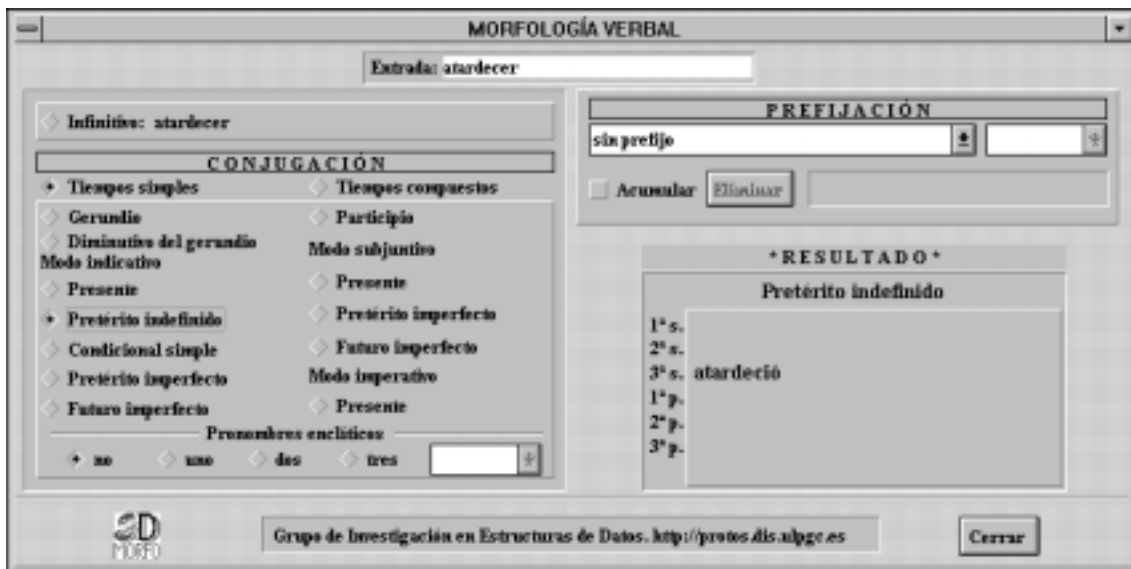 MORFOLOGÍA VERBAL
Entrada: atardecer
Infinitivo: atardecer
CONJUGACIÓN
Tiempos simples
Tiempos compuestos
Gerundio
Participio
Diminutivo del gerundio
Modo subjuntivo
Modo indicativo
Presente
Presente
Pretérito indefinido
Pretérito imperfecto
Condicional simple
Futuro imperfecto
Pretérito imperfecto
Modo imperativo
Futuro imperfecto
Presente
Pronombres enclíticos
no uno dos tres
PREFIJACIÓN
sin prefijo
Acumular Eliminar
*RESULTADO*
Pretérito indefinido
1ª s.
2ª s.
3ª s. atardeció
1ª p.
2ª p.
3ª p.
SD
MORFO
Grupo de Investigación en Estructuras de Datos. http://protos.dis.ulpgc.es
Cerrar